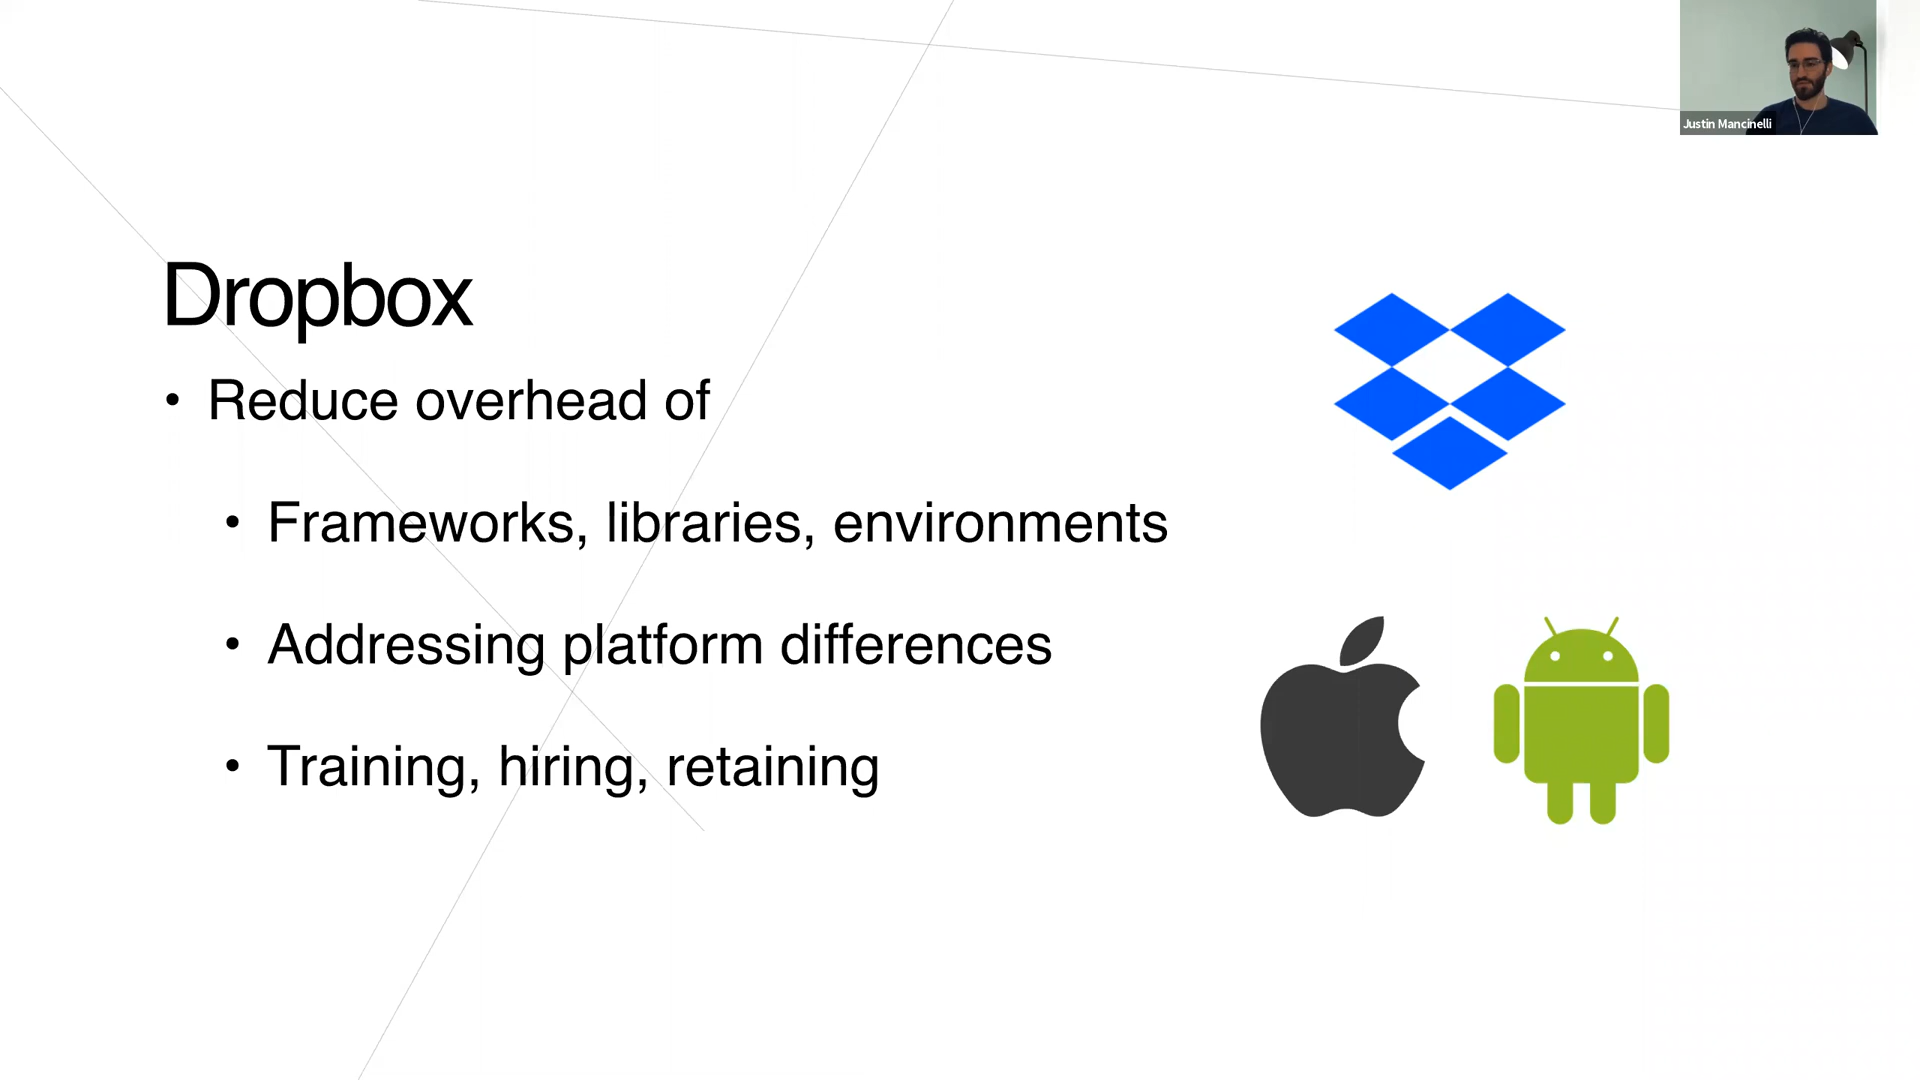 Justin Mancinelli
Dropbox
• Reduce overhead of
• Frameworks, libraries, environments
• Addressing platform differences
• Training, hiring, retaining